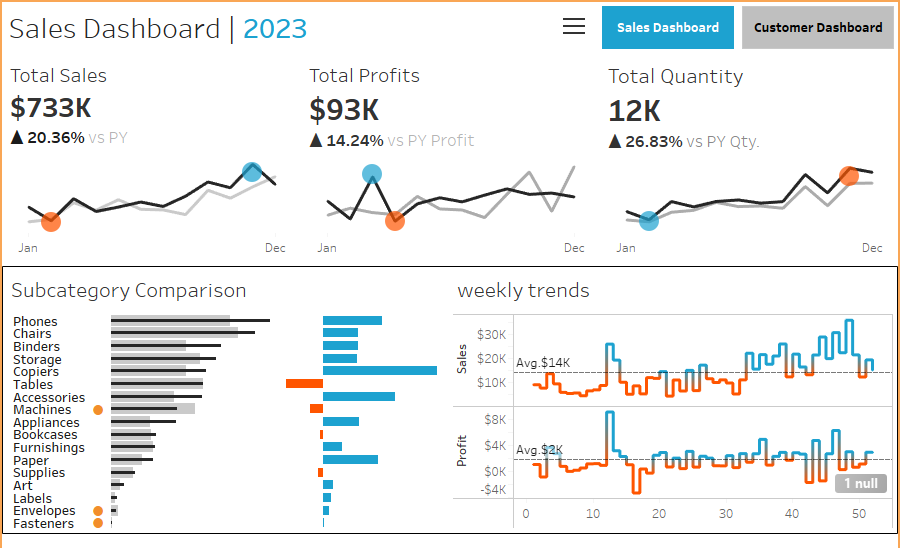 Sales Dashboard | 2023
Sales Dashboard
Customer Dashboard
Total Sales
$733K
▲ 20.36% vs PY
Jan
Dec
Total Profits
$93K
▲ 14.24% vs PY Profit
Jan
Dec
Total Quantity
12K
▲ 26.83% vs PY Qty.
Jan
Dec
Subcategory Comparison
Phones
Chairs
Binders
Storage
Copiers
Tables
Accessories
Machines
Appliances
Bookcases
Furnishings
Paper
Supplies
Art
Labels
Envelopes
Fasteners
weekly trends
Sales
$30K
$20K
$10K
Avg.$14K
Profit
$8K
$4K
$0K
-$4K
Avg.$2K
1 null
0
10
20
30
40
50